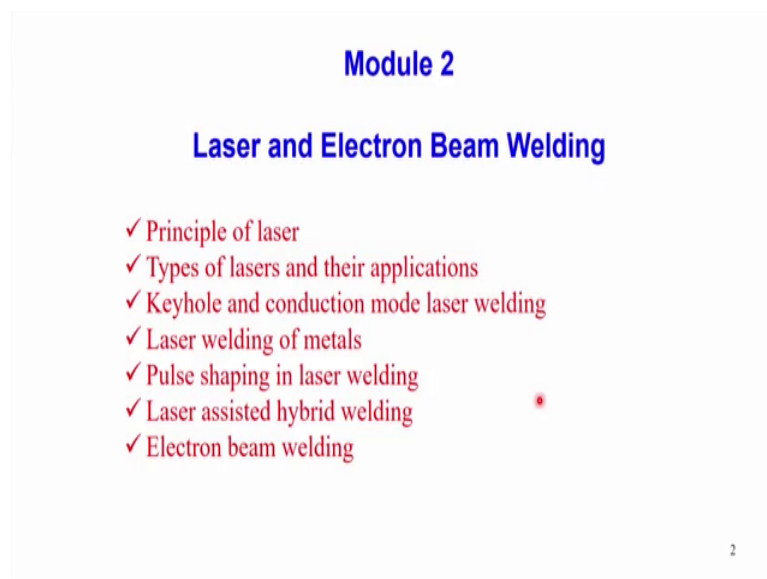 Module 2
Laser and Electron Beam Welding
✓ Principle of laser
✓ Types of lasers and their applications
✓ Keyhole and conduction mode laser welding
✓ Laser welding of metals
✓ Pulse shaping in laser welding
✓ Laser assisted hybrid welding
✓ Electron beam welding
2